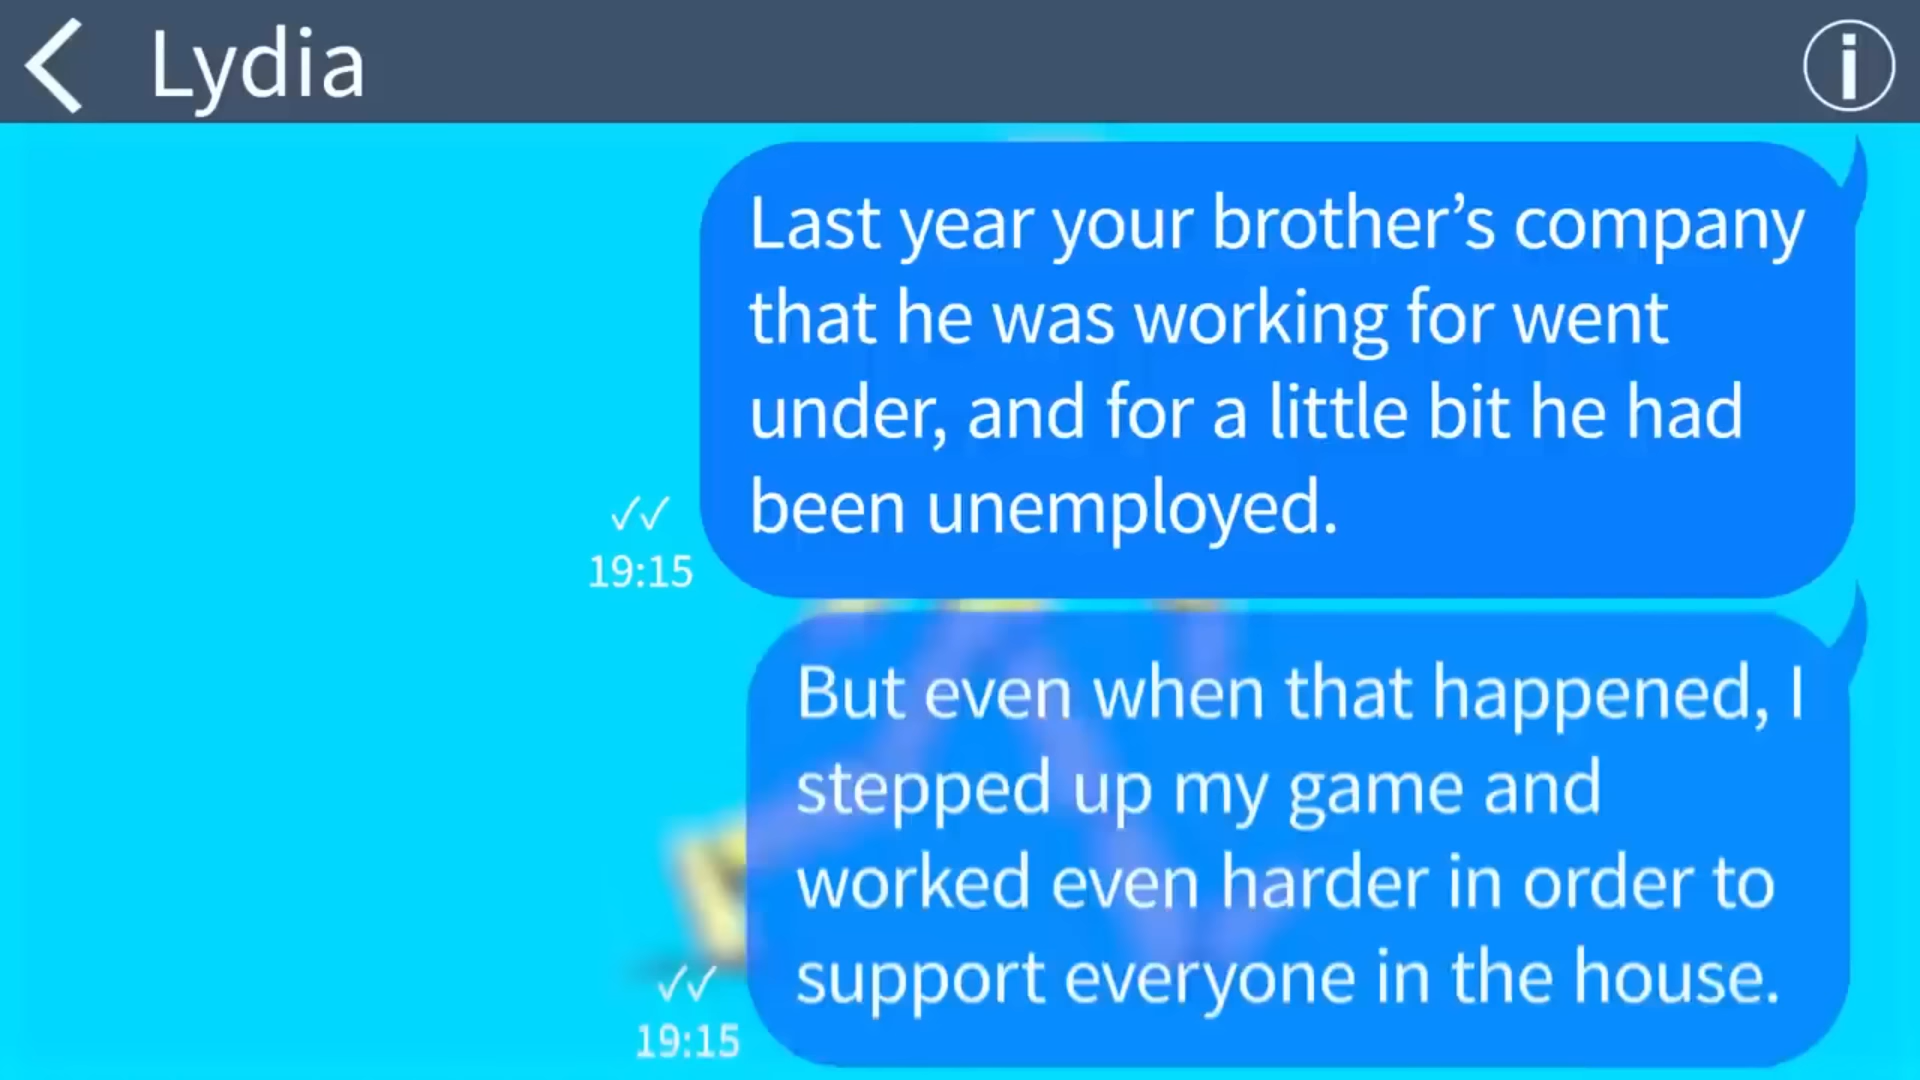 Lydia
Last year your brother’s company
that he was working for went
under, and for a little bit he had
been unemployed.
✓✓
19:15
But even when that happened, I
stepped up my game and
worked even harder in order to
support everyone in the house.
✓✓
19:15